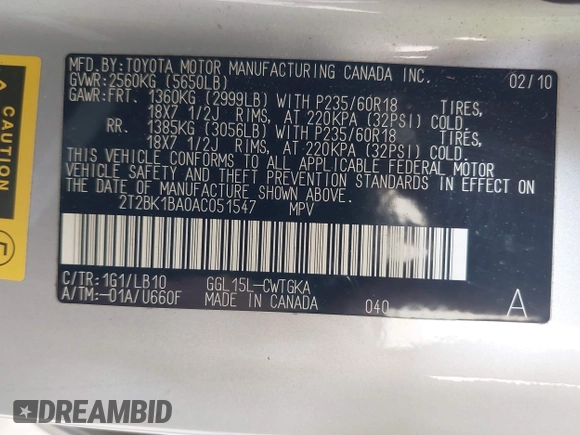 MFD.BY:TOYOTA MOTOR MANUFACTURING CANADA INC. 02/10
GVWR:2560KG (5650LB)
GAWR:FRT. 1360KG (2999LB) WITH P235/60R18 TIRES,
18X7 1/2J RIMS, AT 220KPA (32PSI) COLD.
RR. 1385KG (3056LB) WITH P235/60R18 TIRES,
18X7 1/2J RIMS, AT 220KPA (32PSI) COLD.
THIS VEHICLE CONFORMS TO ALL APPLICABLE FEDERAL MOTOR
VEHICLE SAFETY AND THEFT PREVENTION STANDARDS IN EFFECT ON
THE DATE OF MANUFACTURE SHOWN ABOVE.
2T2BK1BA0AC051547 MPV
C/TR:1G1/LB10 GGL15L-CWTGKA
A/TM:-01A/U660F MADE IN CANADA 040 A
CAUTION
DREAMBID